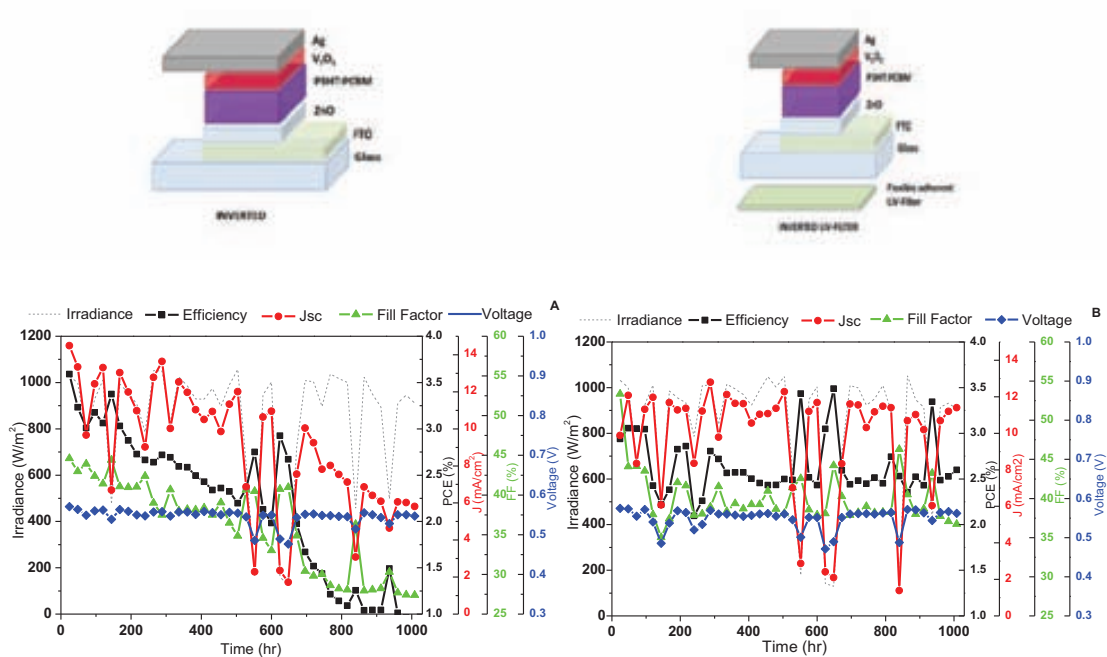 Ag
V₂O₅
P3HT:PCBM
ZnO
FTO
Glass
INVERTED
Ag
V₂O₅
P3HT:PCBM
ZnO
FTO
Glass
Flexible adherent
UV-Filter
INVERTED UV-FILTER
A
Irradiance Efficiency Jsc Fill Factor Voltage
1200
1000
800
600
400
200
0
Irradiance (W/m²)
0 200 400 600 800 1000
Time (hr)
4.0
3.5
3.0
2.5
2.0
1.5
1.0
PCE (%)
14
12
10
8
6
4
2
0
J (mA/cm²)
60
55
50
45
40
35
30
25
FF (%)
1.0
0.9
0.8
0.7
0.6
0.5
0.4
0.3
Voltage (V)
B
Irradiance Efficiency Jsc Fill Factor Voltage
1200
1000
800
600
400
200
0
Irradiance (W/m²)
0 200 400 600 800 1000
Time (hr)
4.0
3.5
3.0
2.5
2.0
1.5
1.0
PCE (%)
14
12
10
8
6
4
2
0
J (mA/cm2)
60
55
50
45
40
35
30
25
FF (%)
1.0
0.9
0.8
0.7
0.6
0.5
0.4
0.3
Voltage (V)